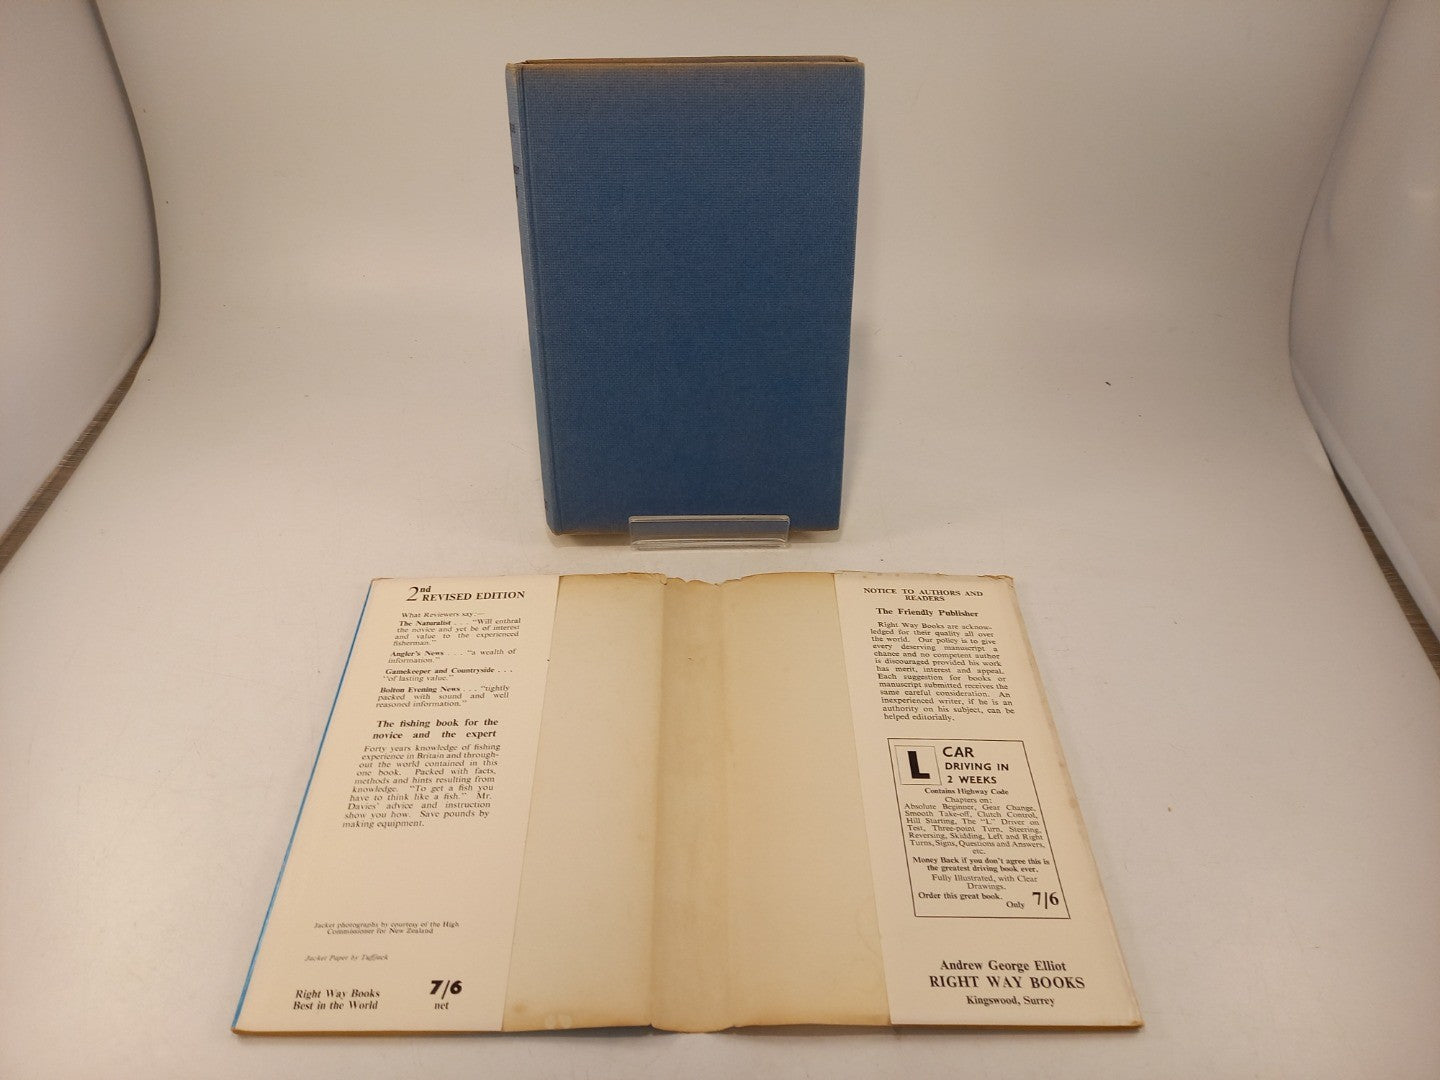 2nd
REVISED EDITION
What Reviewers say:—
The Naturalist . . . "Will enthral
the novice and yet be of interest
and value to the experienced
fisherman."
Angler's News . . . . "a wealth of
information."
Gamekeeper and Countryside . . .
"of lasting value."
Bolton Evening News . . . "tightly
packed with sound and well
reasoned information."
The fishing book for the
novice and the expert
Forty years knowledge of fishing
experience in Britain and through-
out the world contained in this
one book. Packed with facts,
methods and hints resulting from
knowledge. "To get a fish you
have to think like a fish." Mr.
Davies' advice and instruction
show you how. Save pounds by
making equipment.
Jacket photographs by courtesy of the High
Commissioner for New Zealand
Jacket Paper by
Right Way Books
Best in the World
7/6
net
NOTICE TO AUTHORS AND
READERS
The Friendly Publisher
Right Way Books are acknow-
ledged for their quality all over
the world. Our policy is to give
every deserving manuscript a
chance and no competent author
is discouraged provided his work
has merit, interest and appeal.
Each suggestion for books or
manuscript submitted receives the
same careful consideration. An
inexperienced writer, if he is an
authority on his subject, can be
helped editorially.
L
CAR
DRIVING IN
2 WEEKS
Contains Highway Code
Chapters on:
Absolute Beginner, Gear Change,
Smooth Take-off, Clutch Control,
Hill Starting, The "L" Driver on
Test, Three-point Turn, Steering,
Reversing, Skidding, Left and Right
Turns, Signs, Questions and Answers,
etc.
Money Back if you don't agree this is
the greatest driving book ever.
Fully Illustrated, with Clear
Drawings.
Order this great book.
Only 7/6
Andrew George Elliot
RIGHT WAY BOOKS
Kingswood, Surrey